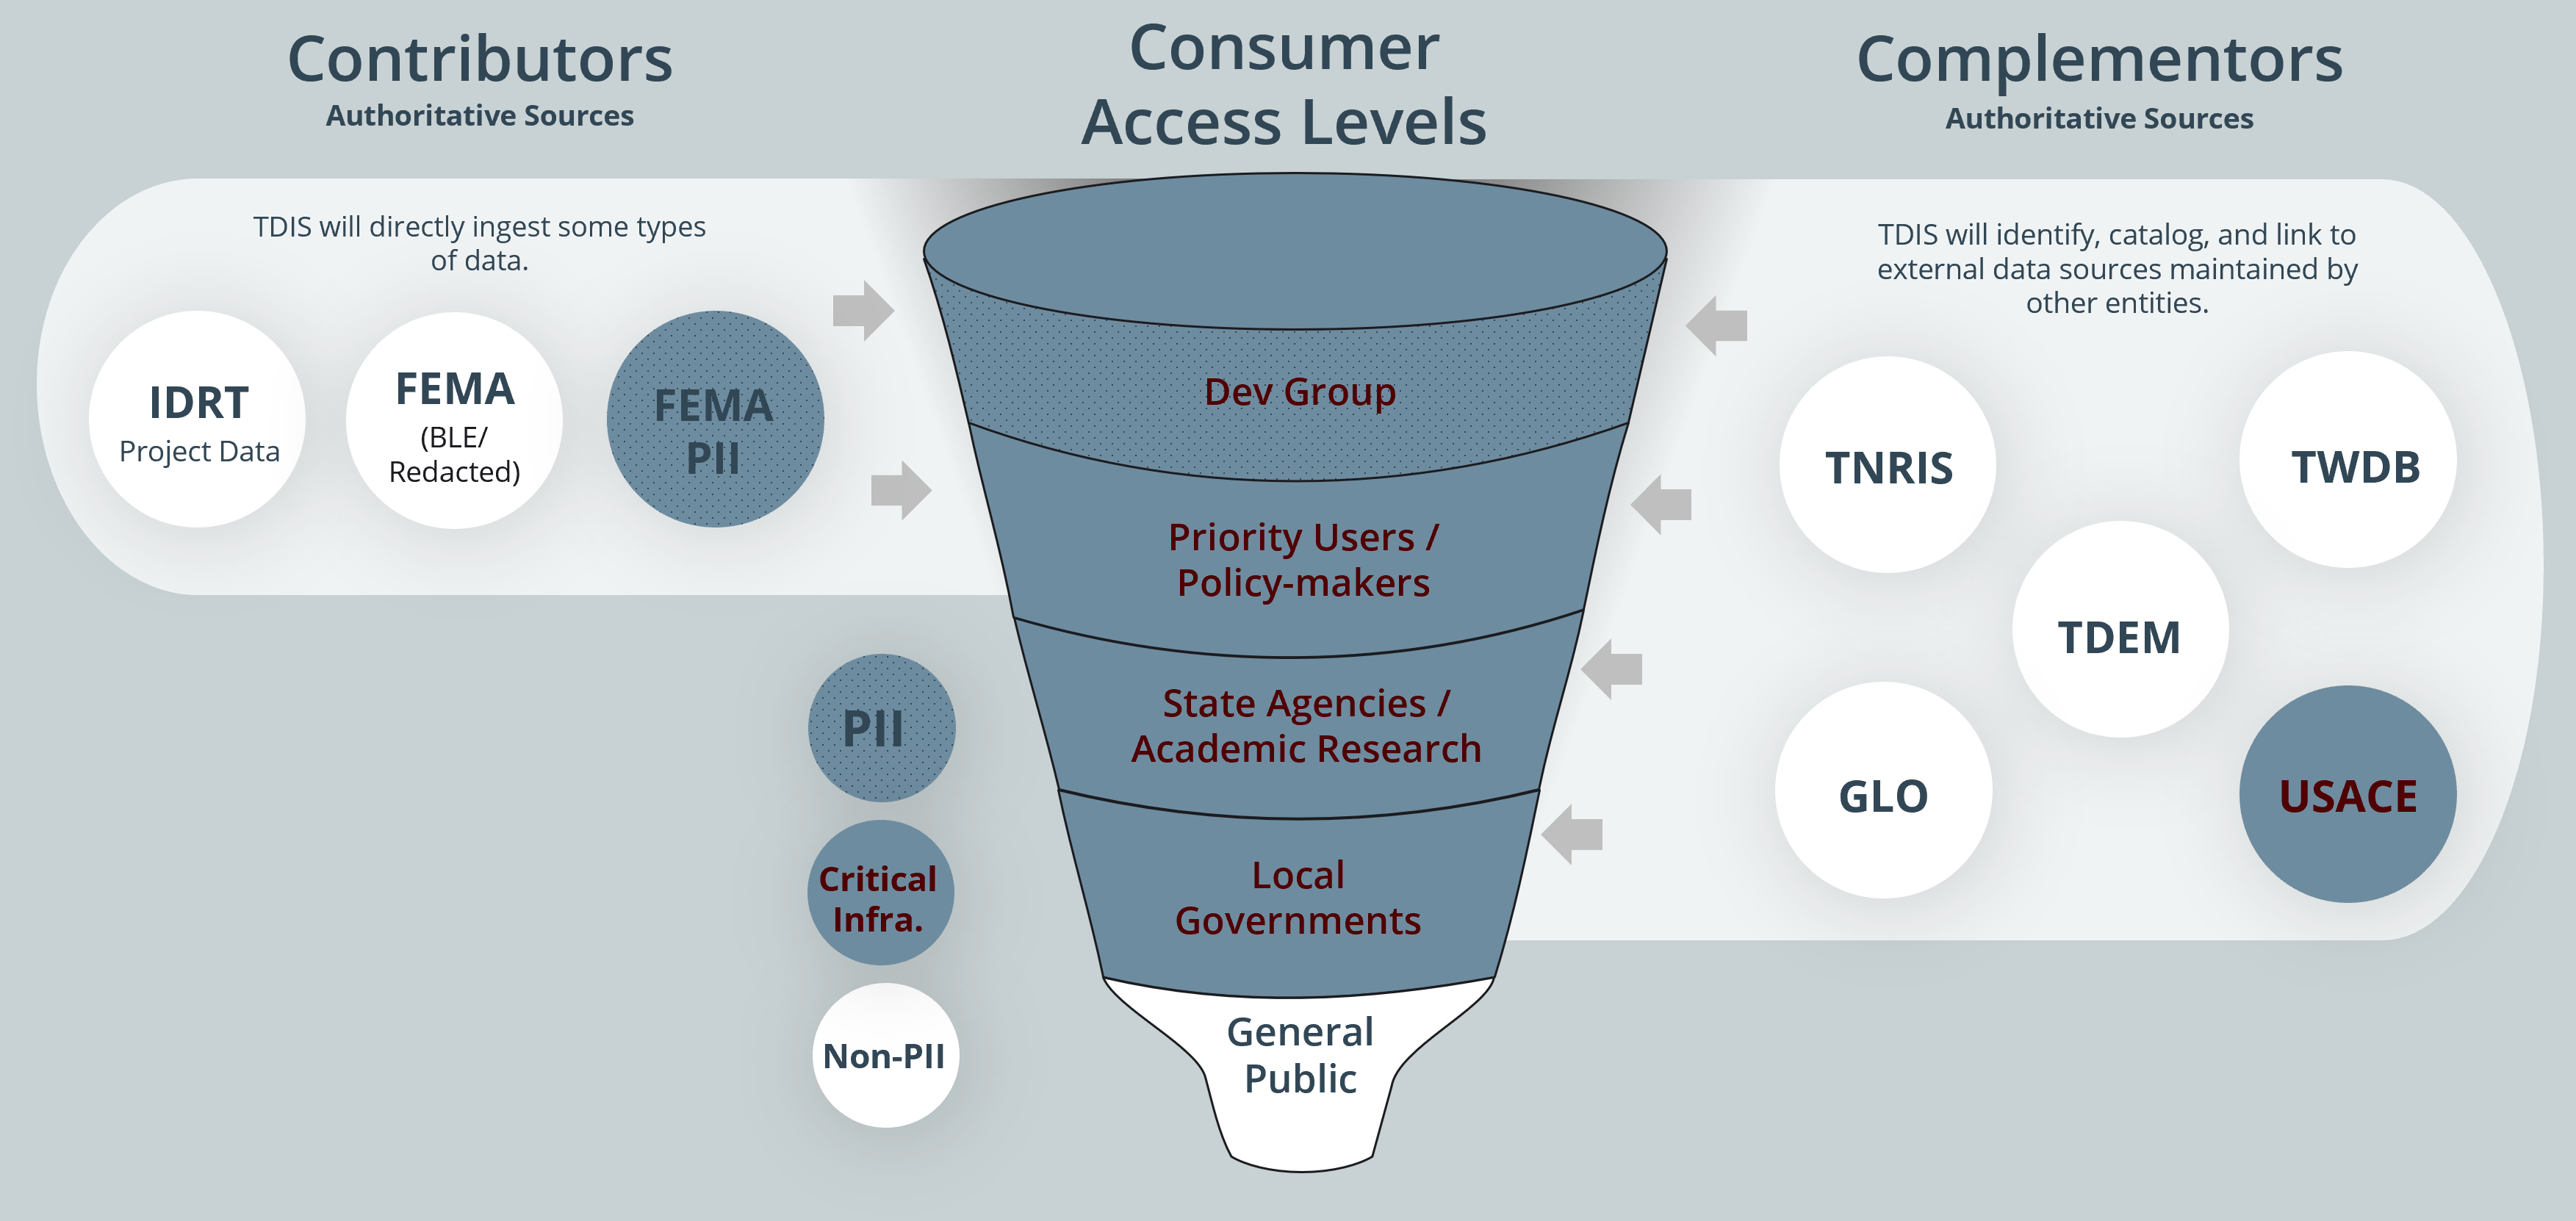 Contributors
Authoritative Sources
TDIS will directly ingest some types
of data.
IDRT
Project Data
FEMA
(BLE/
Redacted)
FEMA
PII
PII
Critical
Infra.
Non-PII
Consumer
Access Levels
Dev Group
Priority Users /
Policy-makers
State Agencies /
Academic Research
Local
Governments
General
Public
Complementors
Authoritative Sources
TDIS will identify, catalog, and link to
external data sources maintained by
other entities.
TNRIS
TWDB
TDEM
GLO
USACE